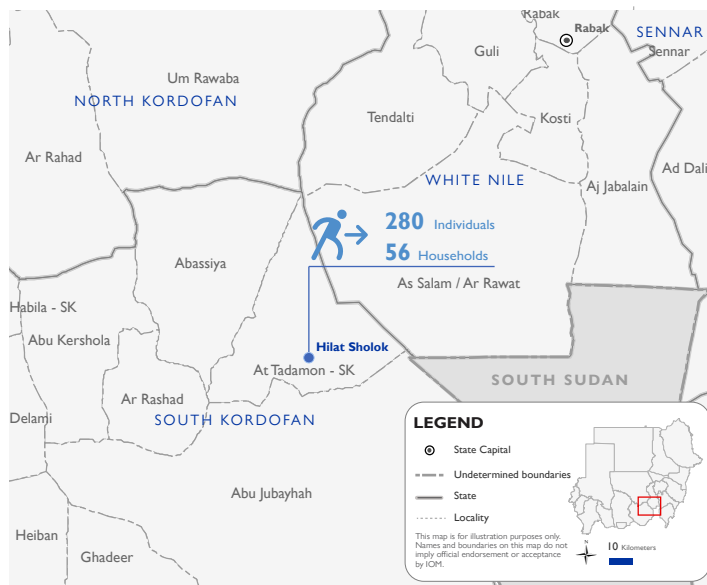 Rabak
Rabak
SENNAR
Sennar
Guli
Um Rawaba
NORTH KORDOFAN
Tendalti
Kosti
Ar Rahad
Ad Dali
WHITE NILE
Aj Jabalain
280 Individuals
56 Households
Abassiya
As Salam / Ar Rawat
Habila - SK
Abu Kershola
Hilat Sholok
At Tadamon - SK
SOUTH SUDAN
Ar Rashad
Delami
SOUTH KORDOFAN
Abu Jubayhah
Heiban
Ghadeer
LEGEND
State Capital
Undetermined boundaries
State
Locality
This map is for illustration purposes only.
Names and boundaries on this map do not
imply official endorsement or acceptance
by IOM.
N
10 Kilometers